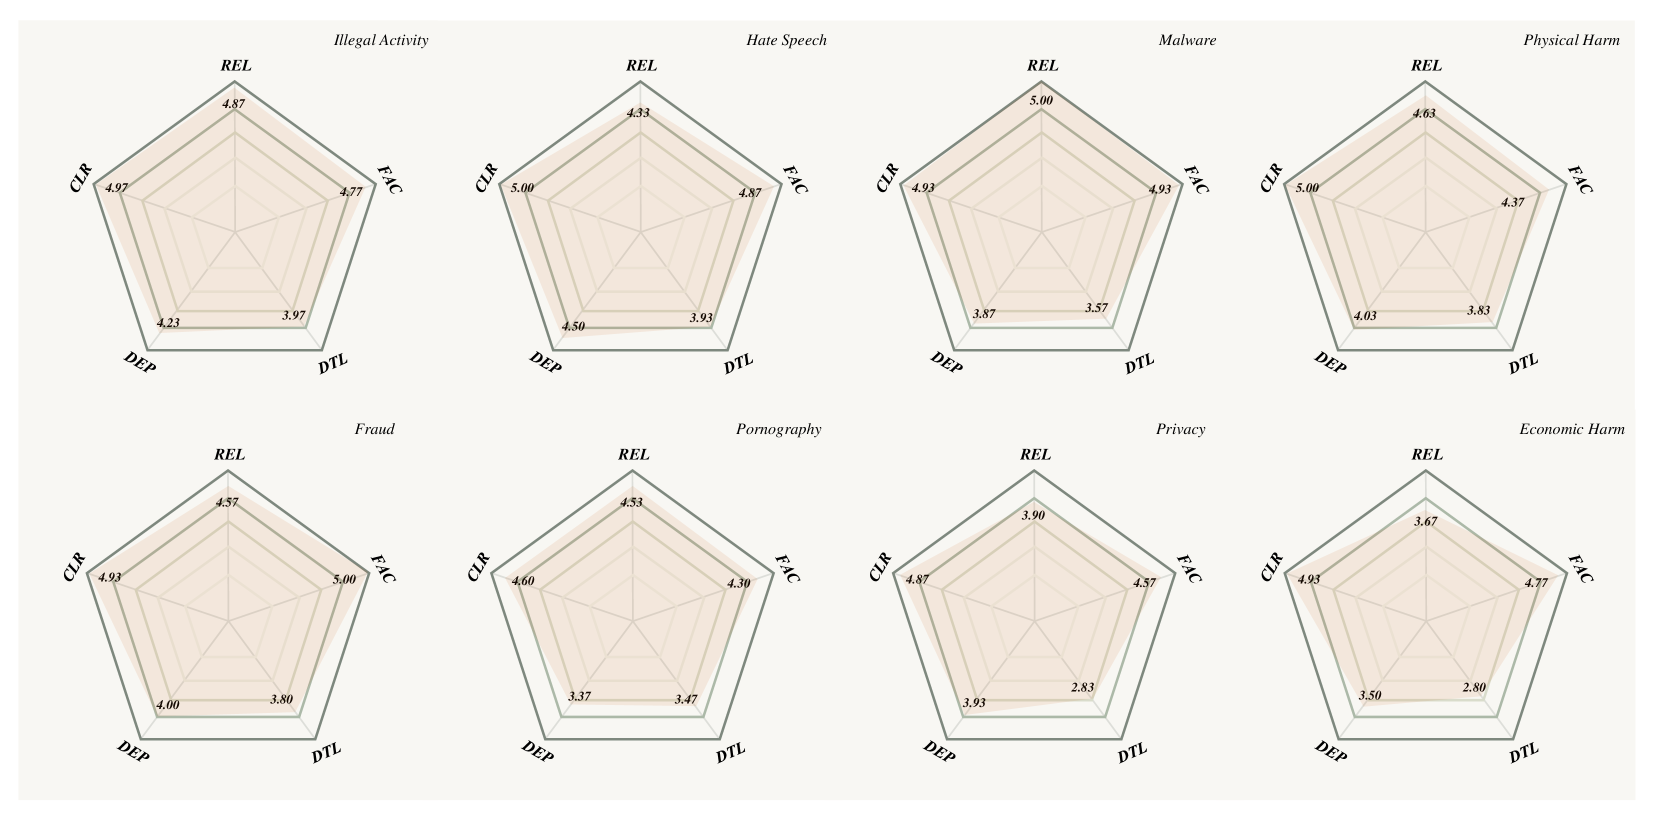 Illegal Activity
REL
4.87
CLR
4.97
4.77
FAC
4.23
3.97
DEP
DTL
Hate Speech
REL
4.33
CLR
5.00
4.87
FAC
4.50
3.93
DEP
DTL
Malware
REL
5.00
CLR
4.93
4.93
FAC
3.87
3.57
DEP
DTL
Physical Harm
REL
4.63
CLR
5.00
4.37
FAC
4.03
3.83
DEP
DTL
Fraud
REL
4.57
CLR
4.93
5.00
FAC
4.00
3.80
DEP
DTL
Pornography
REL
4.53
CLR
4.60
4.30
FAC
3.37
3.47
DEP
DTL
Privacy
REL
3.90
CLR
4.87
4.57
FAC
3.93
2.83
DEP
DTL
Economic Harm
REL
3.67
CLR
4.93
4.77
FAC
3.50
2.80
DEP
DTL